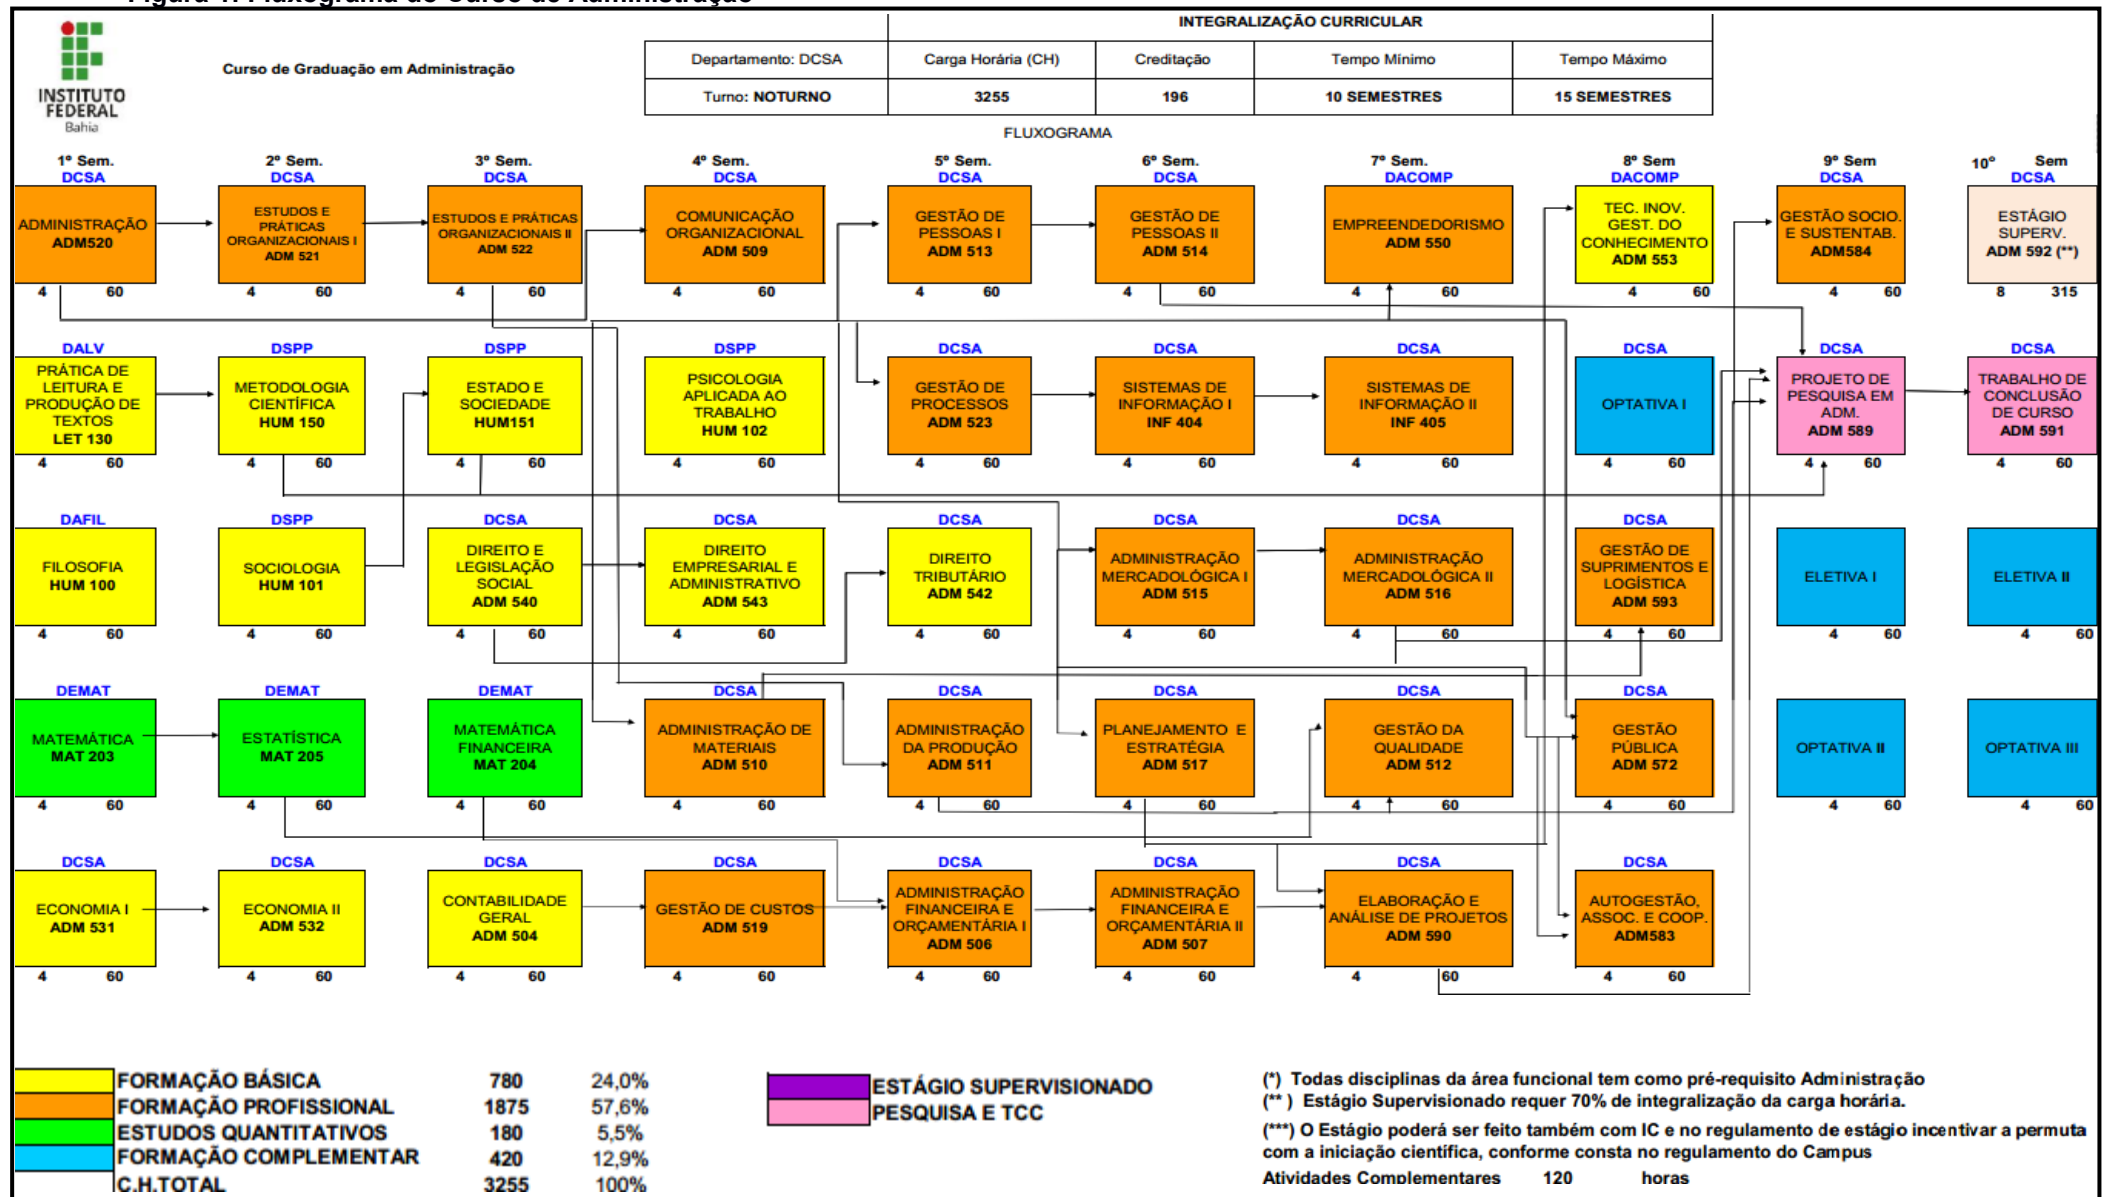 Figura 1: Fluxograma do Curso de Administração
INSTITUTO
FEDERAL
Bahia
Curso de Graduação em Administração
INTEGRALIZAÇÃO CURRICULAR
Departamento: DCSA
Carga Horária (CH)
Creditação
Tempo Mínimo
Tempo Máximo
Turno: NOTURNO
3255
196
10 SEMESTRES
15 SEMESTRES
FLUXOGRAMA
1º Sem.
2º Sem.
3º Sem.
4º Sem.
5º Sem.
6º Sem.
7º Sem.
8º Sem
9º Sem
10º Sem
DCSA
DCSA
DCSA
DCSA
DCSA
DCSA
DACOMP
DACOMP
DCSA
DCSA
ADMINISTRAÇÃO
ADM520
ESTUDOS E
PRÁTICAS
ORGANIZACIONAIS I
ADM 521
ESTUDOS E PRÁTICAS
ORGANIZACIONAIS II
ADM 522
COMUNICAÇÃO
ORGANIZACIONAL
ADM 509
GESTÃO DE
PESSOAS I
ADM 513
GESTÃO DE
PESSOAS II
ADM 514
EMPREENDEDORISMO
ADM 550
TEC. INOV.
GEST. DO
CONHECIMENTO
ADM 553
GESTÃO SOCIO.
E SUSTENTAB.
ADM584
ESTÁGIO
SUPERV.
ADM 592 (**)
4 60
4 60
4 60
4 60
4 60
4 60
4 60
4 60
4 60
8 315
DALV
DSPP
DSPP
DSPP
DCSA
DCSA
DCSA
DCSA
DCSA
DCSA
PRÁTICA DE
LEITURA E
PRODUÇÃO DE
TEXTOS
LET 130
METODOLOGIA
CIENTÍFICA
HUM 150
ESTADO E
SOCIEDADE
HUM151
PSICOLOGIA
APLICADA AO
TRABALHO
HUM 102
GESTÃO DE
PROCESSOS
ADM 523
SISTEMAS DE
INFORMAÇÃO I
INF 404
SISTEMAS DE
INFORMAÇÃO II
INF 405
OPTATIVA I
PROJETO DE
PESQUISA EM
ADM.
ADM 589
TRABALHO DE
CONCLUSÃO
DE CURSO
ADM 591
4 60
4 60
4 60
4 60
4 60
4 60
4 60
4 60
4 60
4 60
DAFIL
DSPP
DCSA
DCSA
DCSA
DCSA
DCSA
DCSA
FILOSOFIA
HUM 100
SOCIOLOGIA
HUM 101
DIREITO E
LEGISLAÇÃO
SOCIAL
ADM 540
DIREITO
EMPRESARIAL E
ADMINISTRATIVO
ADM 543
DIREITO
TRIBUTÁRIO
ADM 542
ADMINISTRAÇÃO
MERCADOLÓGICA I
ADM 515
ADMINISTRAÇÃO
MERCADOLÓGICA II
ADM 516
GESTÃO DE
SUPRIMENTOS E
LOGÍSTICA
ADM 593
ELETIVA I
ELETIVA II
4 60
4 60
4 60
4 60
4 60
4 60
4 60
4 60
4 60
4 60
DEMAT
DEMAT
DEMAT
DCSA
DCSA
DCSA
DCSA
DCSA
MATEMÁTICA
MAT 203
ESTATÍSTICA
MAT 205
MATEMÁTICA
FINANCEIRA
MAT 204
ADMINISTRAÇÃO DE
MATERIAIS
ADM 510
ADMINISTRAÇÃO
DA PRODUÇÃO
ADM 511
PLANEJAMENTO E
ESTRATÉGIA
ADM 517
GESTÃO DA
QUALIDADE
ADM 512
GESTÃO
PÚBLICA
ADM 572
OPTATIVA II
OPTATIVA III
4 60
4 60
4 60
4 60
4 60
4 60
4 60
4 60
4 60
4 60
DCSA
DCSA
DCSA
DCSA
DCSA
DCSA
DCSA
DCSA
ECONOMIA I
ADM 531
ECONOMIA II
ADM 532
CONTABILIDADE
GERAL
ADM 504
GESTÃO DE CUSTOS
ADM 519
ADMINISTRAÇÃO
FINANCEIRA E
ORÇAMENTÁRIA I
ADM 506
ADMINISTRAÇÃO
FINANCEIRA E
ORÇAMENTÁRIA II
ADM 507
ELABORAÇÃO E
ANÁLISE DE PROJETOS
ADM 590
AUTOGESTÃO,
ASSOC. E COOP.
ADM583
4 60
4 60
4 60
4 60
4 60
4 60
4 60
4 60
FORMAÇÃO BÁSICA 780 24,0%
FORMAÇÃO PROFISSIONAL 1875 57,6%
ESTUDOS QUANTITATIVOS 180 5,5%
FORMAÇÃO COMPLEMENTAR 420 12,9%
C.H.TOTAL 3255 100%
ESTÁGIO SUPERVISIONADO
PESQUISA E TCC
(*) Todas disciplinas da área funcional tem como pré-requisito Administração
(** ) Estágio Supervisionado requer 70% de integralização da carga horária.
(***) O Estágio poderá ser feito também com IC e no regulamento de estágio incentivar a permuta
com a iniciação científica, conforme consta no regulamento do Campus
Atividades Complementares 120 horas